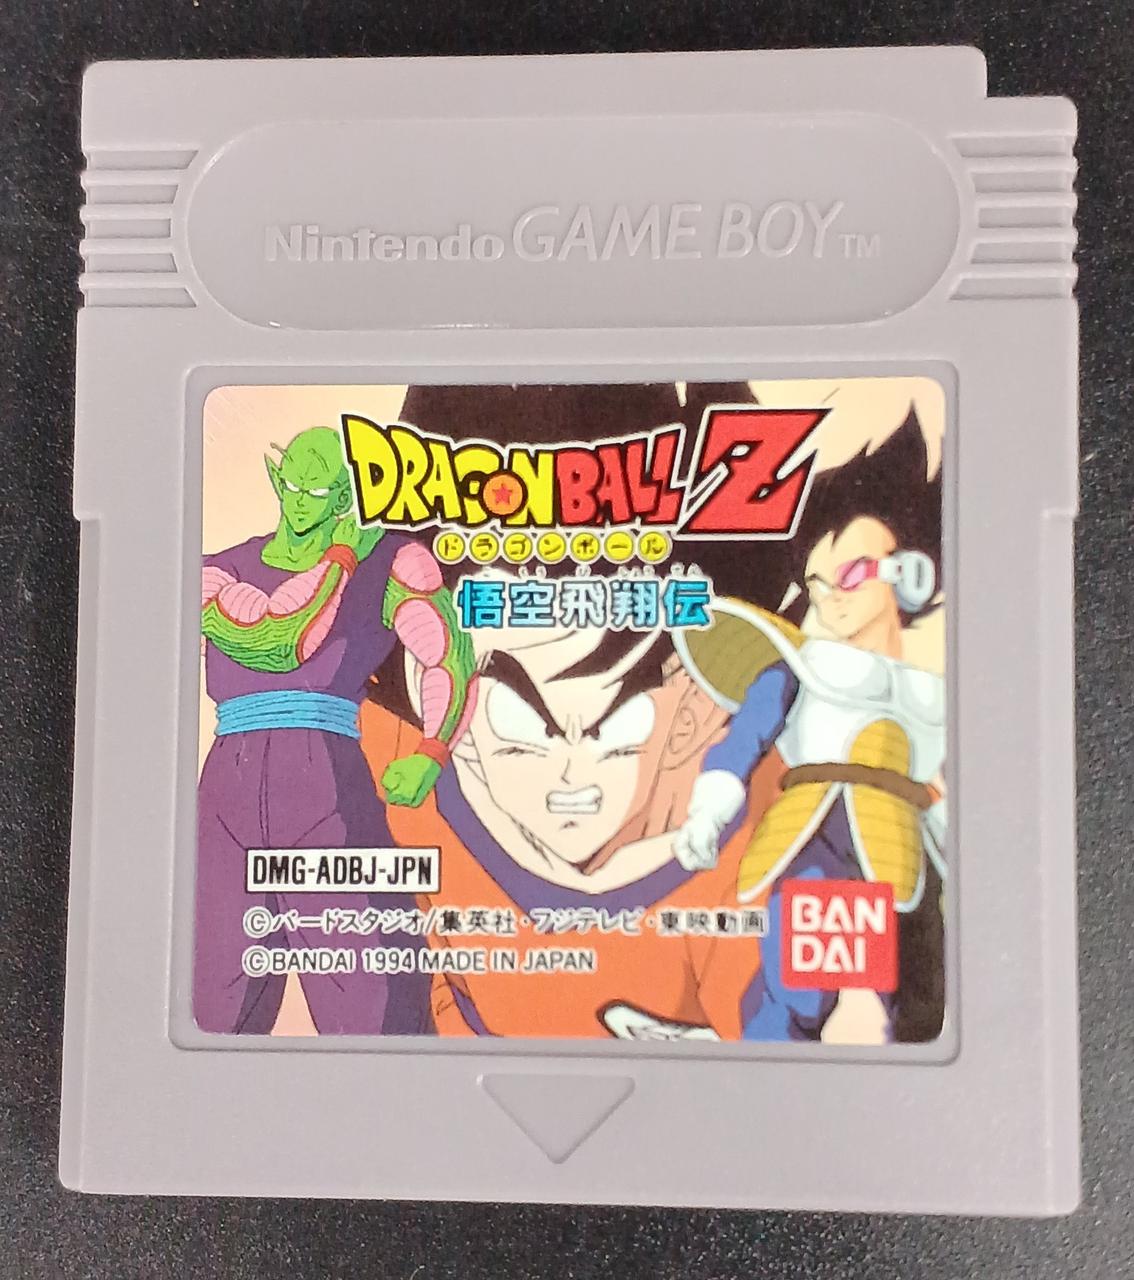 Nintendo GAME BOY™
DRAGON BALL Z
ドラゴンボール
悟空飛翔伝
DMG-ADBJ-JPN
©バードスタジオ/集英社・フジテレビ・東映動画
©BANDAI 1994 MADE IN JAPAN
BAN
DAI